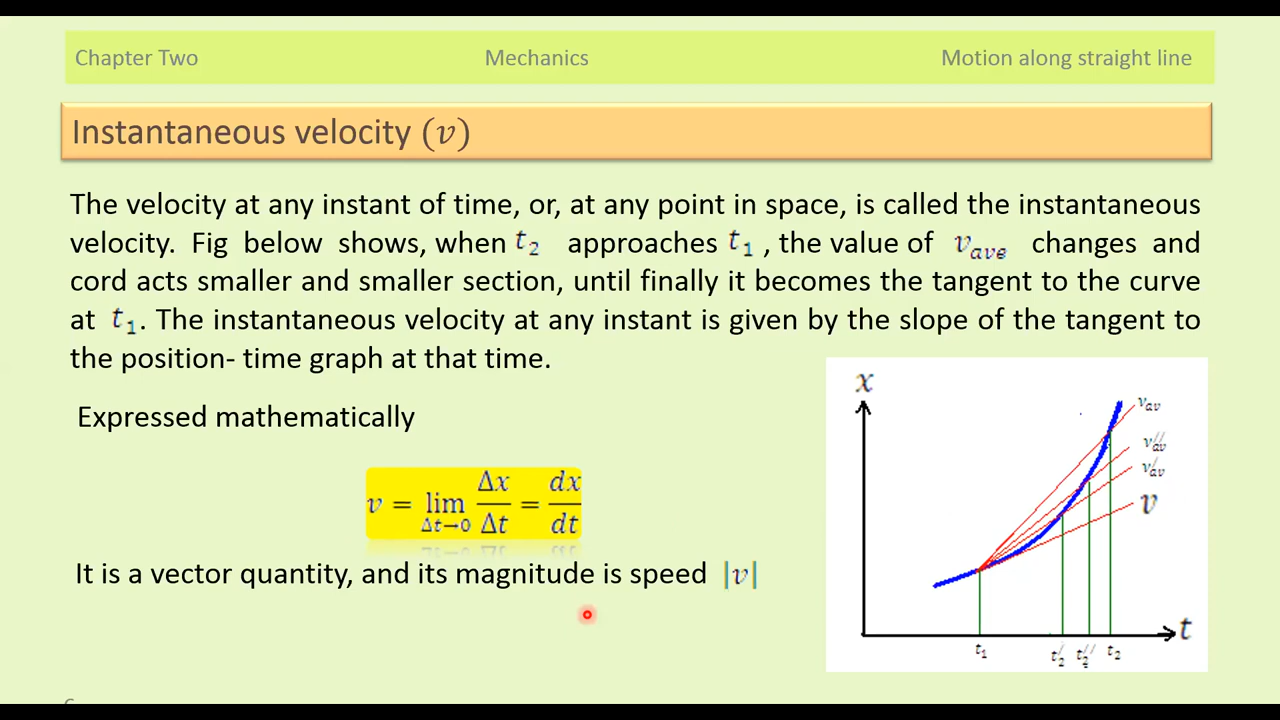 Chapter Two Mechanics Motion along straight line
Instantaneous velocity (v)
The velocity at any instant of time, or, at any point in space, is called the instantaneous
velocity. Fig below shows, when t₂ approaches t₁ , the value of vₐᵥₑ changes and
cord acts smaller and smaller section, until finally it becomes the tangent to the curve
at t₁. The instantaneous velocity at any instant is given by the slope of the tangent to
the position- time graph at that time.
Expressed mathematically
v = lim Δt→0 Δx/Δt = dx/dt
It is a vector quantity, and its magnitude is speed |v|
x
vₐᵥ
v″ₐᵥ
v′ₐᵥ
v
t
t₁ t′₂ t″₂ t₂